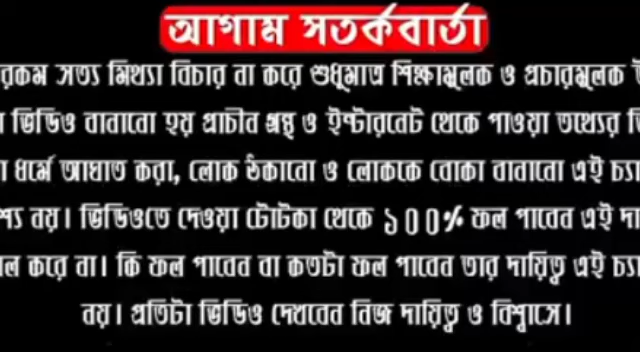 আগাম সতর্কবার্তা
রকম সত্য মিথ্যা বিচার না করে শুধুমাত্র শিক্ষামূলক ও প্রচারমূলক
ভিডিও বানানো হয় প্রাচীন গ্রন্থ ও ইন্টারনেট থেকে পাওয়া তথ্যের
ধর্মে আঘাত করা, লোক ঠকানো ও লোককে বোকা বানানো এই চ্যা
শ্য নয়। ভিডিওতে দেওয়া টোটকা থেকে ১০০% ফল পাবেন এই দা
ল করে না। কি ফল পাবেন বা কতটা ফল পাবেন তার দায়িত্ব এই চ্যা
নয়। প্রতিটা ভিডিও দেখবেন নিজ দায়িত্ব ও বিশ্বাসে।